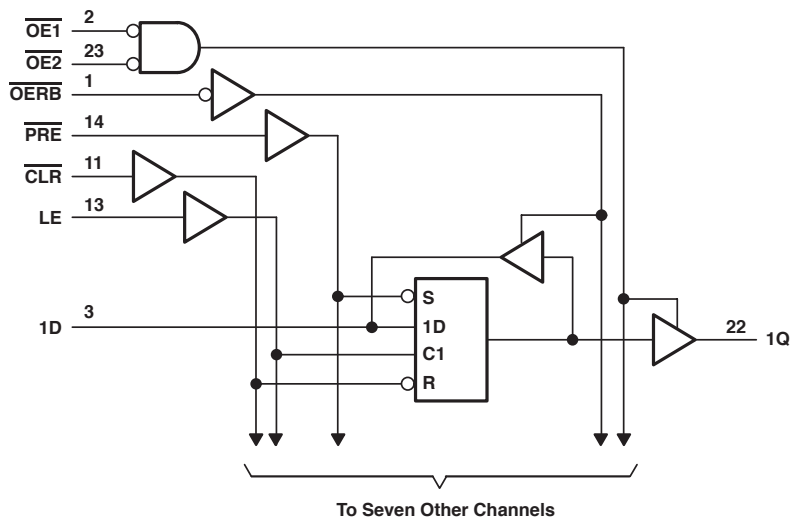 OE1 2
OE2 23
OERB 1
PRE 14
CLR 11
LE 13
1D 3
S
1D
C1
R
22 1Q
To Seven Other Channels